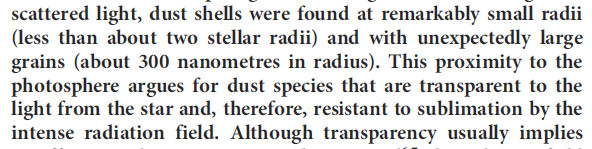 scattered light, dust shells were found at remarkably small radii
(less than about two stellar radii) and with unexpectedly large
grains (about 300 nanometres in radius). This proximity to the
photosphere argues for dust species that are transparent to the
light from the star and, therefore, resistant to sublimation by the
intense radiation field. Although transparency usually implies